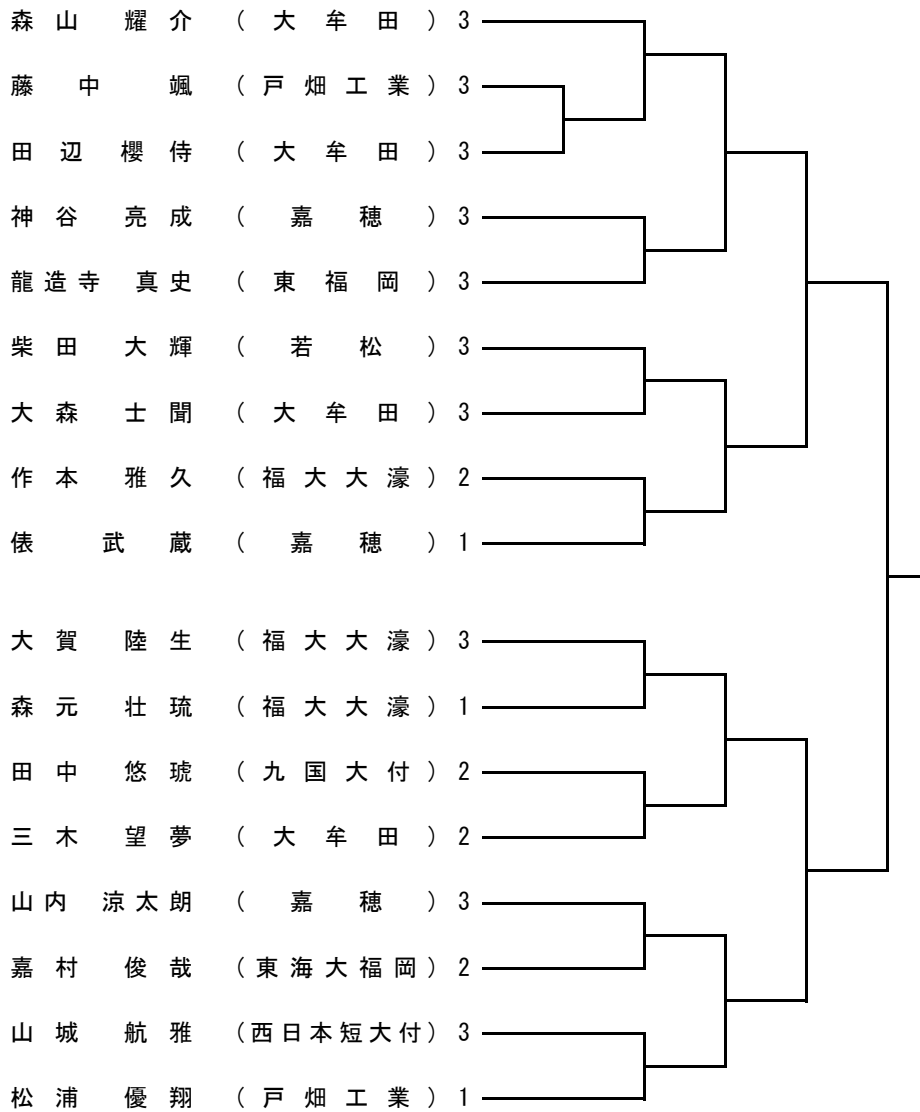 森山 耀介 (大牟田) 3
藤中 颯 (戸畑工業) 3
田辺 櫻侍 (大牟田) 3
神谷 亮成 (嘉穂) 3
龍造寺 真史 (東福岡) 3
柴田 大輝 (若松) 3
大森 士聞 (大牟田) 3
作本 雅久 (福大大濠) 2
俵 武蔵 (嘉穂) 1
大賀 陸生 (福大大濠) 3
森元 壮琉 (福大大濠) 1
田中 悠琥 (九国大付) 2
三木 望夢 (大牟田) 2
山内 涼太朗 (嘉穂) 3
嘉村 俊哉 (東海大福岡) 2
山城 航雅 (西日本短大付) 3
松浦 優翔 (戸畑工業) 1